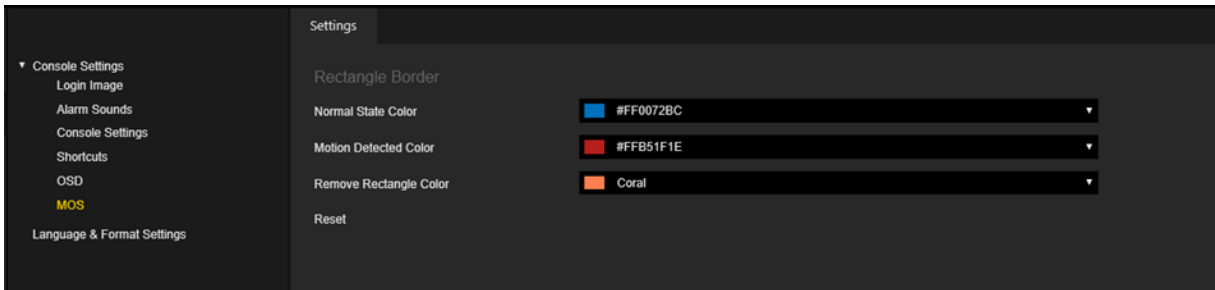 Settings
Console Settings
Login Image
Alarm Sounds
Console Settings
Shortcuts
OSD
MOS
Language & Format Settings
Rectangle Border
Normal State Color
#FF0072BC
Motion Detected Color
#FFB51F1E
Remove Rectangle Color
Coral
Reset